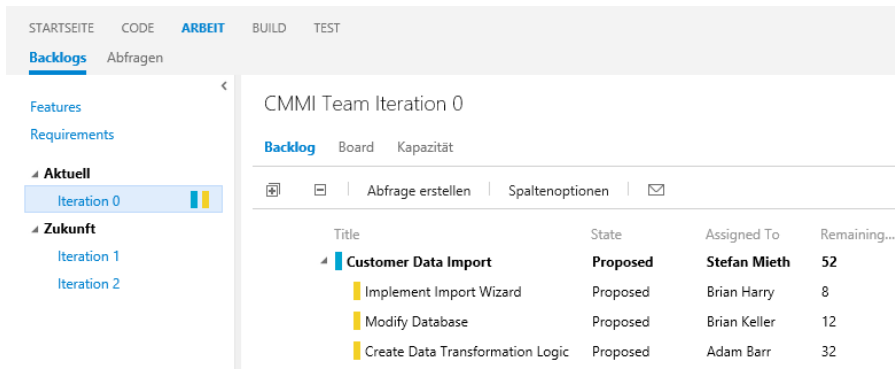 STARTSEITE CODE ARBEIT BUILD TEST
Backlogs Abfragen
Features
Requirements
Aktuell
Iteration 0
Zukunft
Iteration 1
Iteration 2
CMMI Team Iteration 0
Backlog Board Kapazität
Abfrage erstellen Spaltenoptionen
Title State Assigned To Remaining...
Customer Data Import Proposed Stefan Mieth 52
Implement Import Wizard Proposed Brian Harry 8
Modify Database Proposed Brian Keller 12
Create Data Transformation Logic Proposed Adam Barr 32